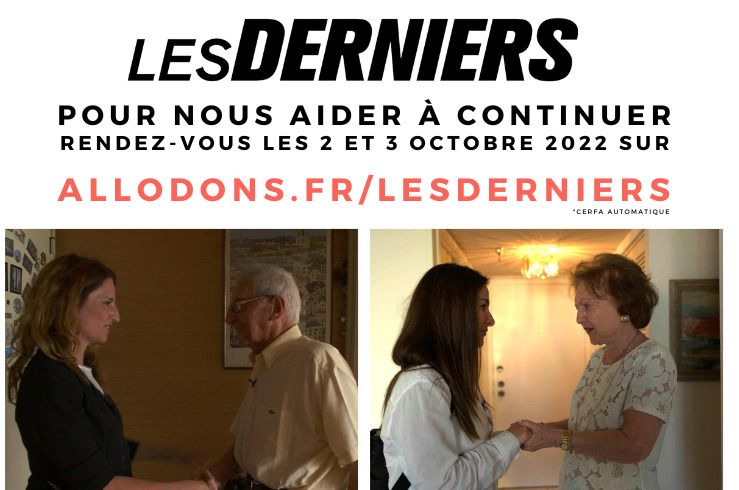 LESDERNIERS
POUR NOUS AIDER À CONTINUER
RENDEZ-VOUS LES 2 ET 3 OCTOBRE 2022 SUR
ALLODONS.FR/LESDERNIERS
*CERFA AUTOMATIQUE